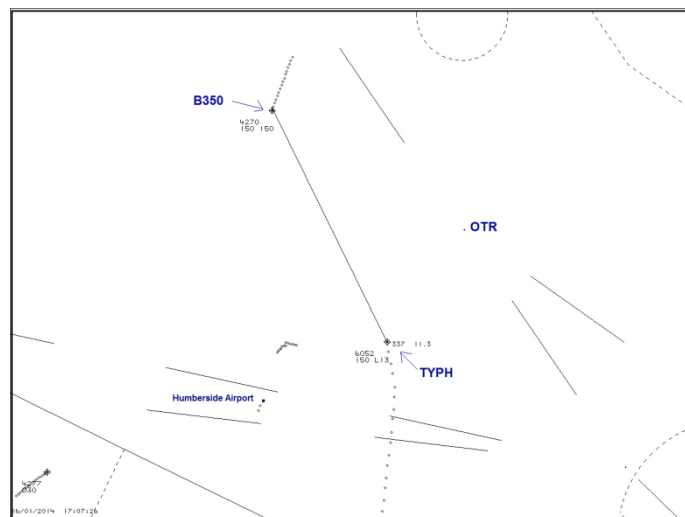 B350
4270
150 150
OTR
337 11.3
6052
150 L13
TYPH
Humberside Airport
4277
030
16/01/2014 17:07:26